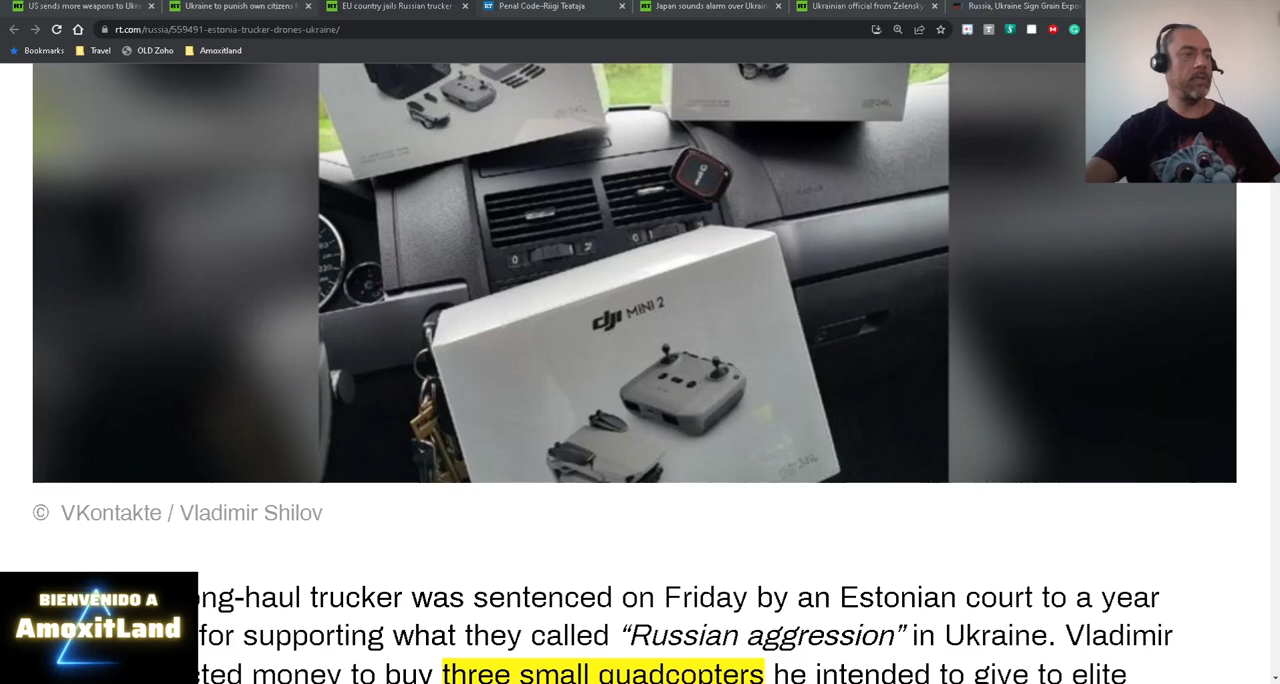 US sends more weapons to Ukra
Ukraine to punish own citizens f
EU country jails Russian trucker
Penal Code–Riigi Teataja
Japan sounds alarm over Ukrain
Ukrainian official from Zelensky
Russia, Ukraine Sign Grain Expo
rt.com/russia/559491-estonia-trucker-drones-ukraine/
Bookmarks
Travel
OLD Zoho
Amoxitland
dji MINI 2
© VKontakte / Vladimir Shilov
BIENVENIDO A
AmoxitLand
ong-haul trucker was sentenced on Friday by an Estonian court to a year
for supporting what they called “Russian aggression” in Ukraine. Vladimir
cted money to buy three small quadcopters he intended to give to elite